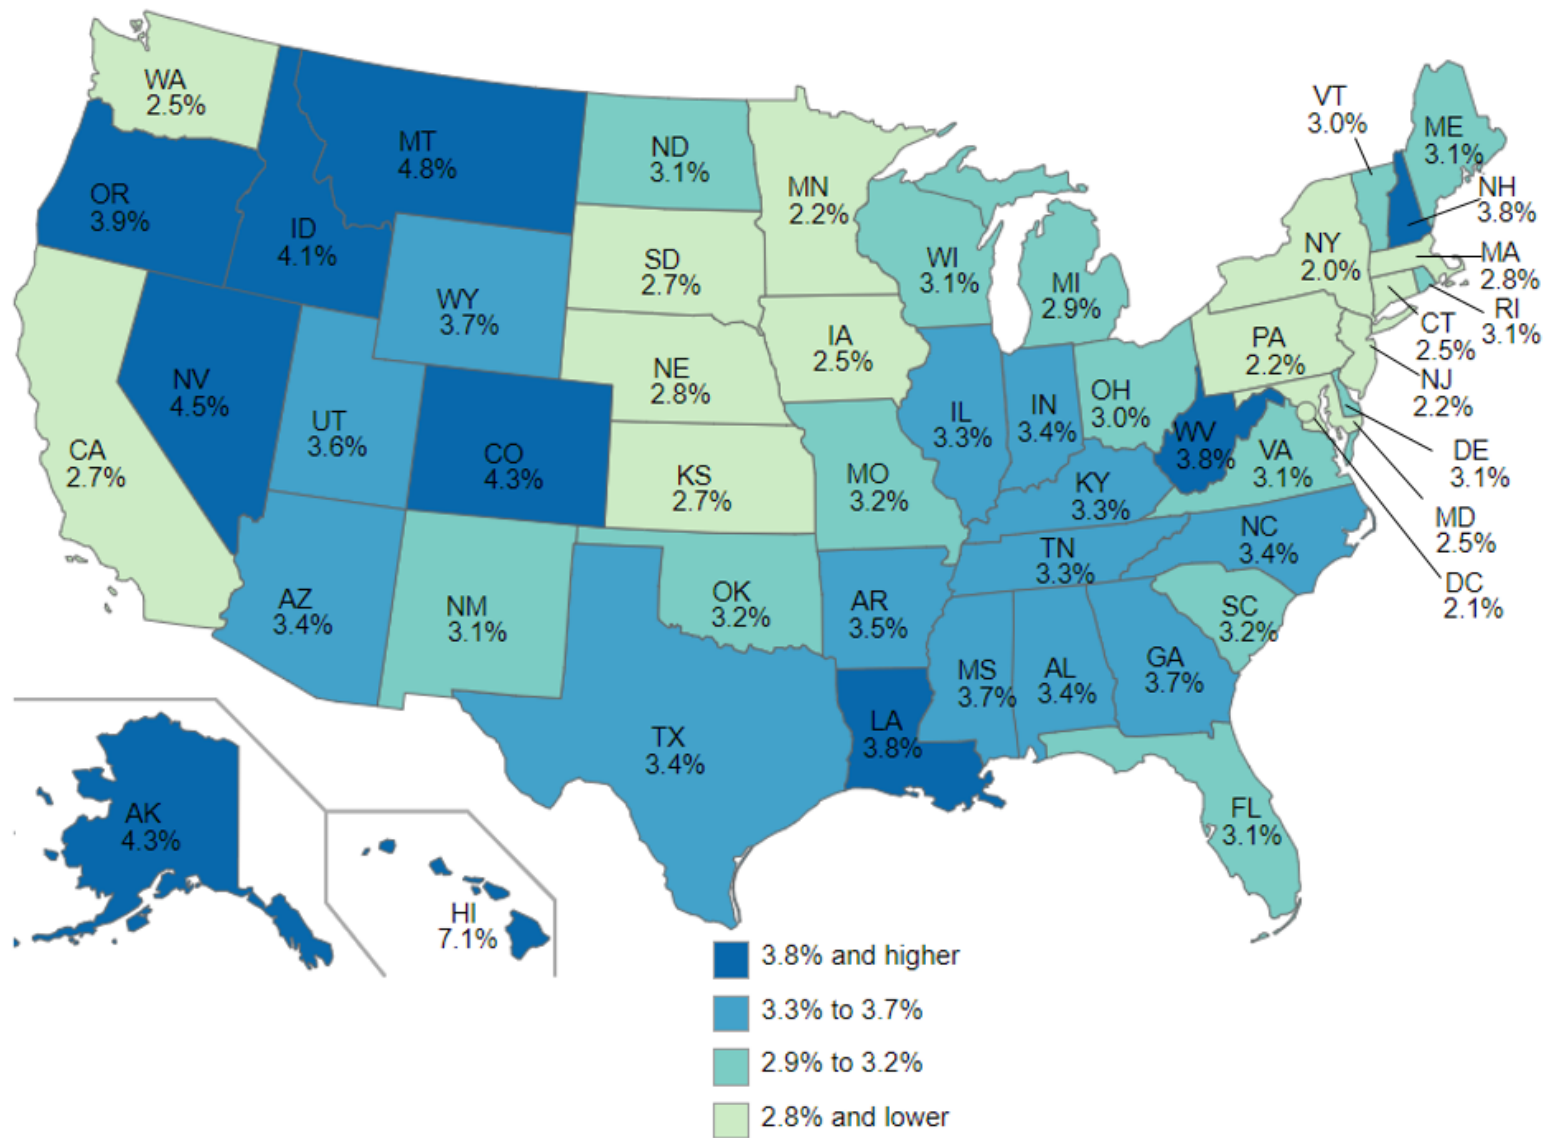 WA
2.5%
OR
3.9%
CA
2.7%
NV
4.5%
ID
4.1%
MT
4.8%
WY
3.7%
UT
3.6%
CO
4.3%
AZ
3.4%
NM
3.1%
ND
3.1%
SD
2.7%
NE
2.8%
KS
2.7%
OK
3.2%
TX
3.4%
MN
2.2%
IA
2.5%
MO
3.2%
AR
3.5%
LA
3.8%
WI
3.1%
IL
3.3%
MI
2.9%
IN
3.4%
OH
3.0%
KY
3.3%
TN
3.3%
MS
3.7%
AL
3.4%
GA
3.7%
FL
3.1%
SC
3.2%
NC
3.4%
VA
3.1%
WV
3.8%
PA
2.2%
NY
2.0%
VT
3.0%
ME
3.1%
NH
3.8%
MA
2.8%
RI
3.1%
CT
2.5%
NJ
2.2%
DE
3.1%
MD
2.5%
DC
2.1%
AK
4.3%
HI
7.1%
3.8% and higher
3.3% to 3.7%
2.9% to 3.2%
2.8% and lower